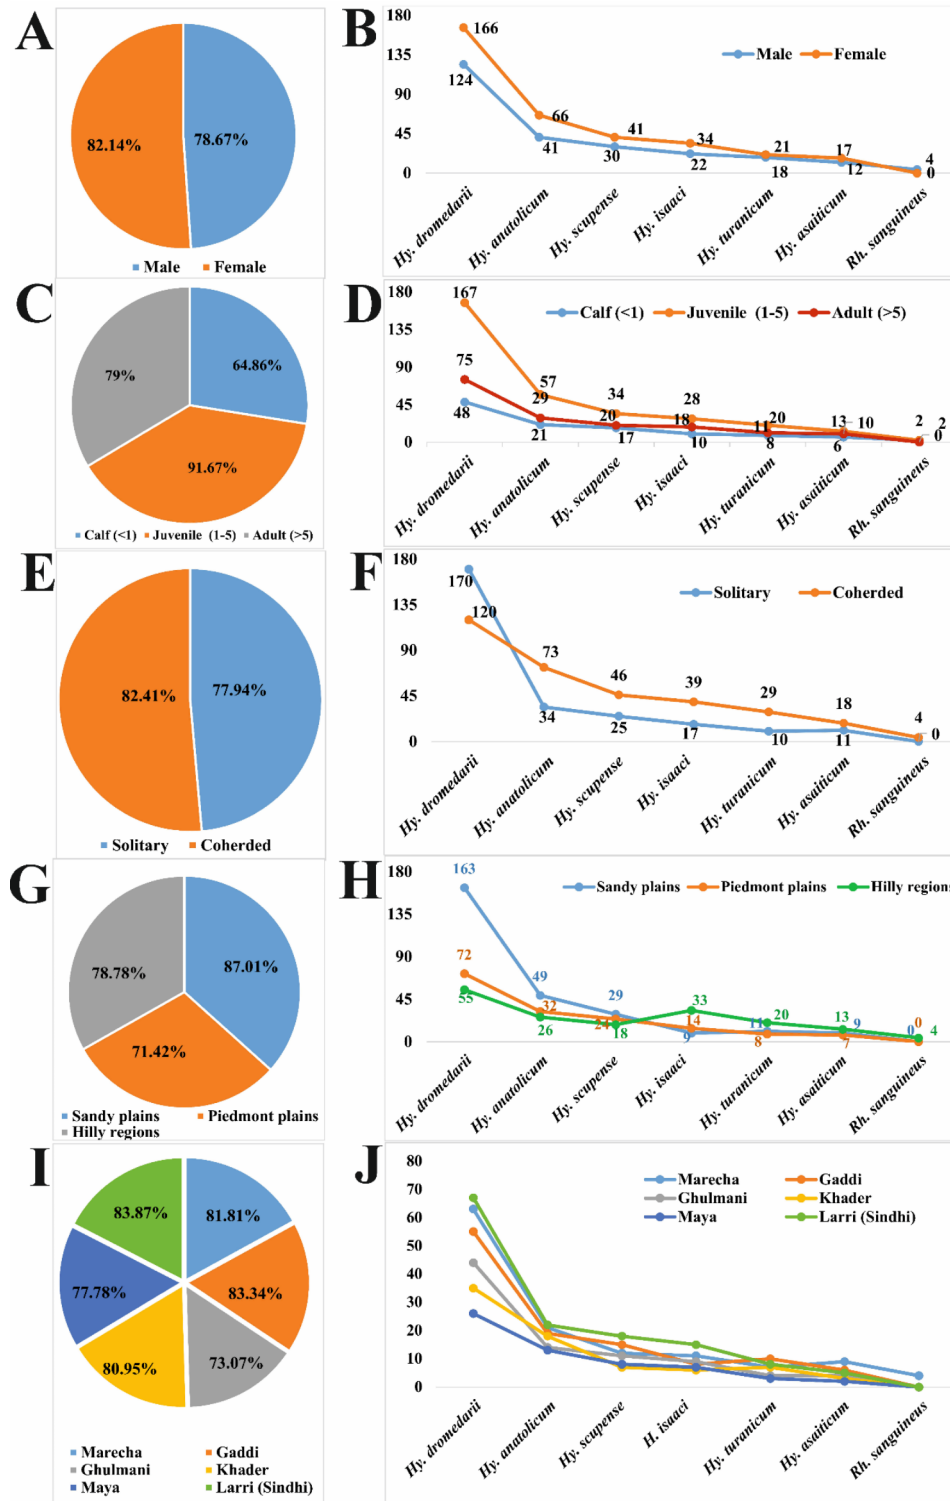 A
82.14%
78.67%
Male
Female
B
180
135
90
45
0
Male
Female
166
124
66
41
41
30
34
22
21
18
17
12
4
0
Hy. dromedarii
Hy. anatolicum
Hy. scupense
Hy. isaaci
Hy. turanicum
Hy. asaiticum
Rh. sanguineus
C
79%
64.86%
91.67%
Calf (<1)
Juvenile (1-5)
Adult (>5)
D
180
135
90
45
0
Calf (<1)
Juvenile (1-5)
Adult (>5)
167
75
48
57
29
21
34
20
17
28
18
10
20
11
8
13
10
6
2
2
0
Hy. dromedarii
Hy. anatolicum
Hy. scupense
Hy. isaaci
Hy. turanicum
Hy. asaiticum
Rh. sanguineus
E
82.41%
77.94%
Solitary
Coherded
F
180
135
90
45
0
Solitary
Coherded
170
120
73
34
46
25
39
17
29
10
18
11
4
0
Hy. dromedarii
Hy. anatolicum
Hy. scupense
Hy. isaaci
Hy. turanicum
Hy. asaiticum
Rh. sanguineus
G
78.78%
87.01%
71.42%
Sandy plains
Piedmont plains
Hilly regions
H
180
135
90
45
0
Sandy plains
Piedmont plains
Hilly regions
163
72
55
49
32
26
29
24
18
33
14
9
20
11
8
13
9
7
0
0
4
Hy. dromedarii
Hy. anatolicum
Hy. scupense
Hy. isaaci
Hy. turanicum
Hy. asaiticum
Rh. sanguineus
I
83.87%
81.81%
77.78%
83.34%
80.95%
73.07%
Marecha
Gaddi
Ghulmani
Khader
Maya
Larri (Sindhi)
J
80
70
60
50
40
30
20
10
0
Marecha
Gaddi
Ghulmani
Khader
Maya
Larri (Sindhi)
Hy. dromedarii
Hy. anatolicum
Hy. scupense
H. isaaci
Hy. turanicum
Hy. asaiticum
Rh. sanguineus